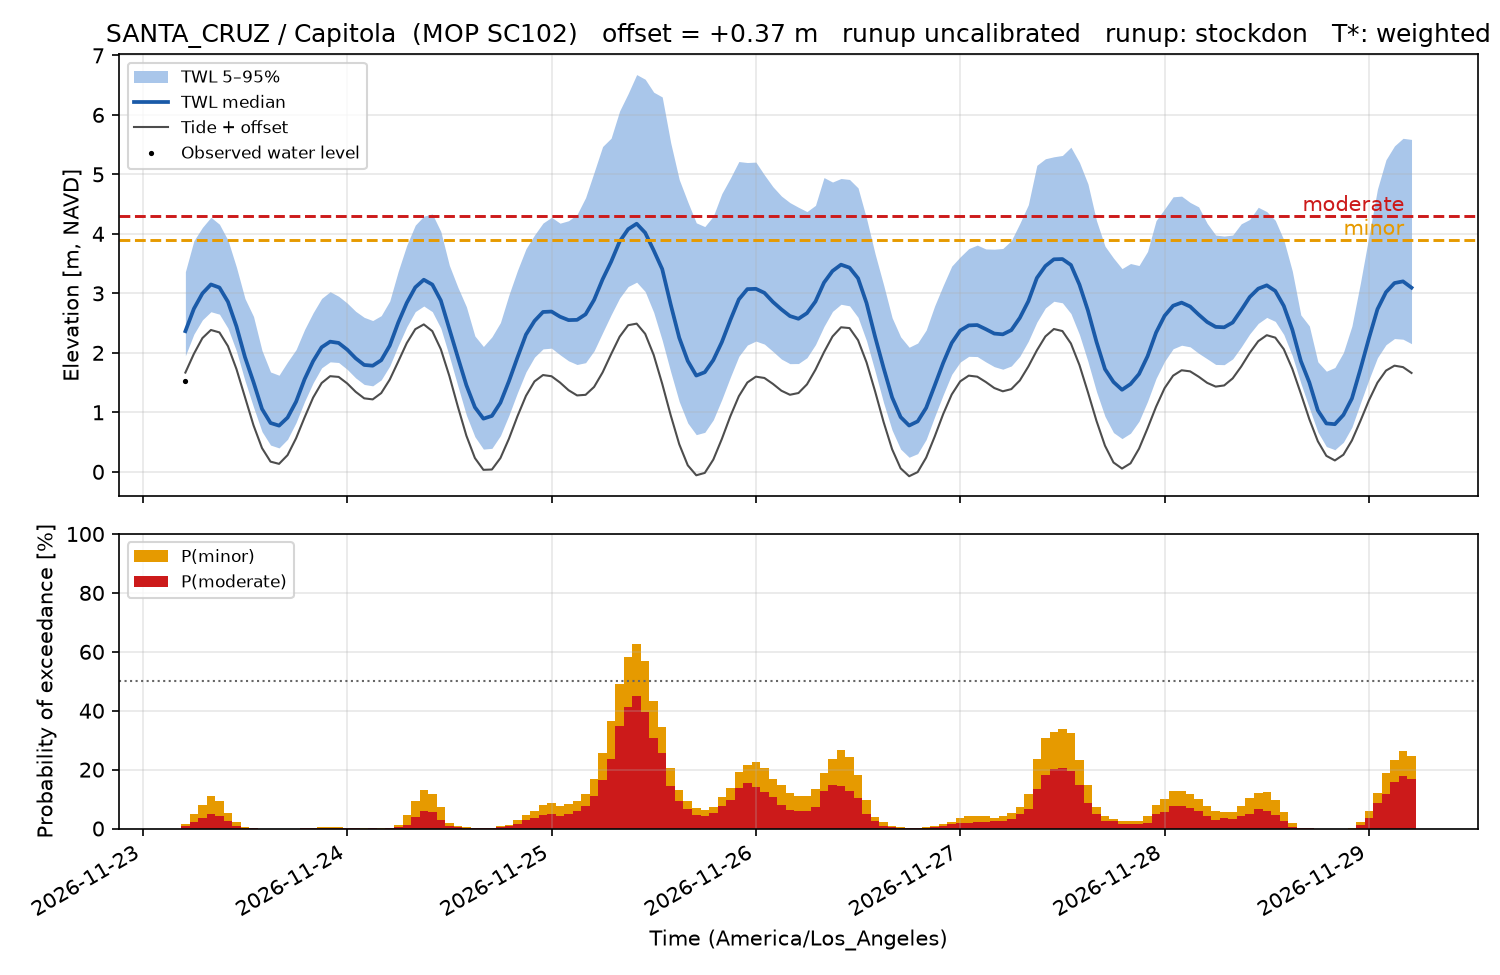 SANTA_CRUZ / Capitola  (MOP SC102)   offset = +0.37 m   runup uncalibrated   runup: stockdon   T*: weighted
Elevation [m, NAVD]
7
6
5
4
3
2
1
0
TWL 5–95%
TWL median
Tide + offset
Observed water level
moderate
minor
Probability of exceedance [%]
100
80
60
40
20
0
P(minor)
P(moderate)
2026-11-23
2026-11-24
2026-11-25
2026-11-26
2026-11-27
2026-11-28
2026-11-29
Time (America/Los_Angeles)